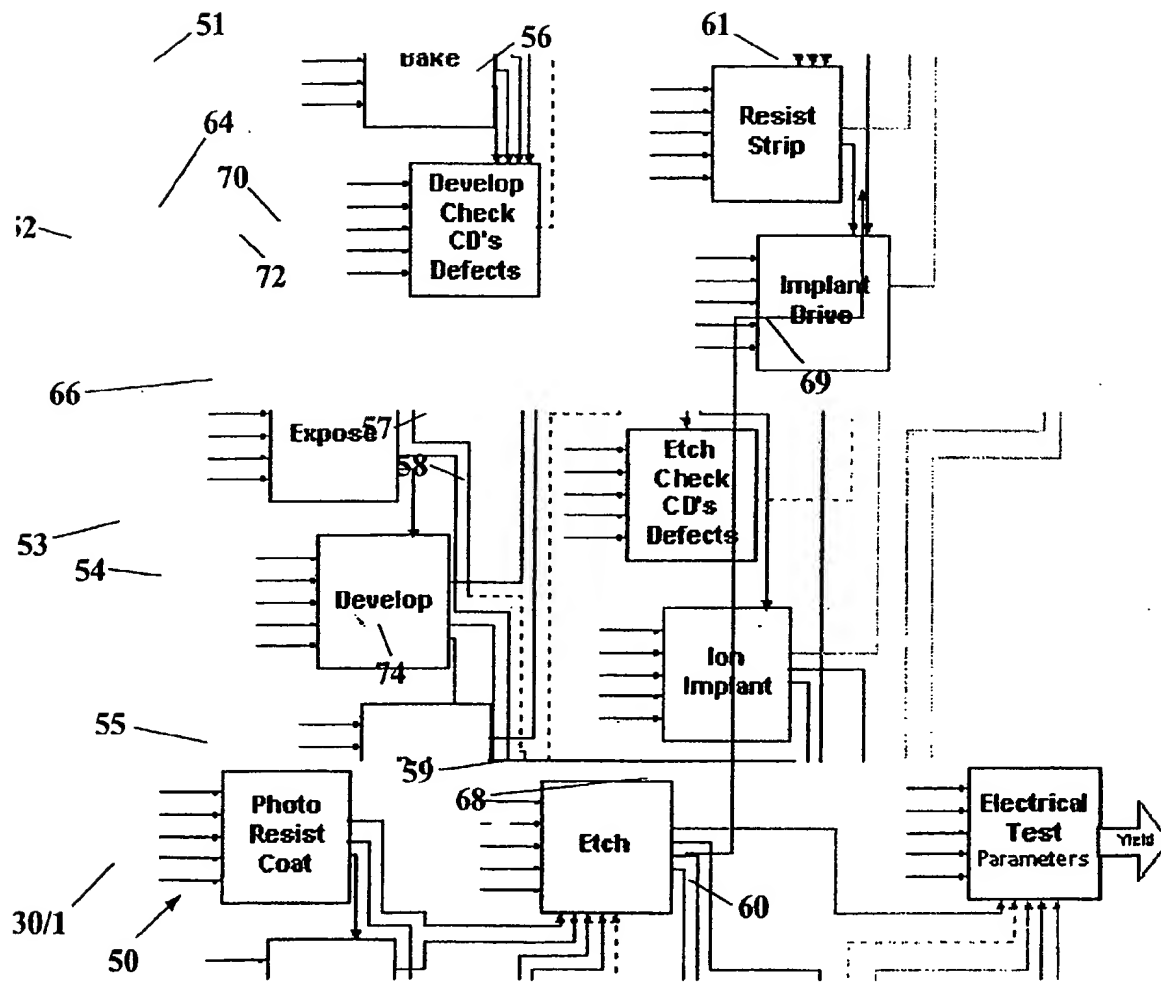 51
Bake
56
61
Resist
Strip
64
70
Develop
Check
CD's
Defects
52
72
Implant
Drive
66
69
Expose
57
58
Etch
Check
CD's
Defects
53
54
Develop
74
Ion
Implant
55
59
68
Photo
Resist
Coat
Etch
Electrical
Test
Parameters
Yield
30/1
50
60